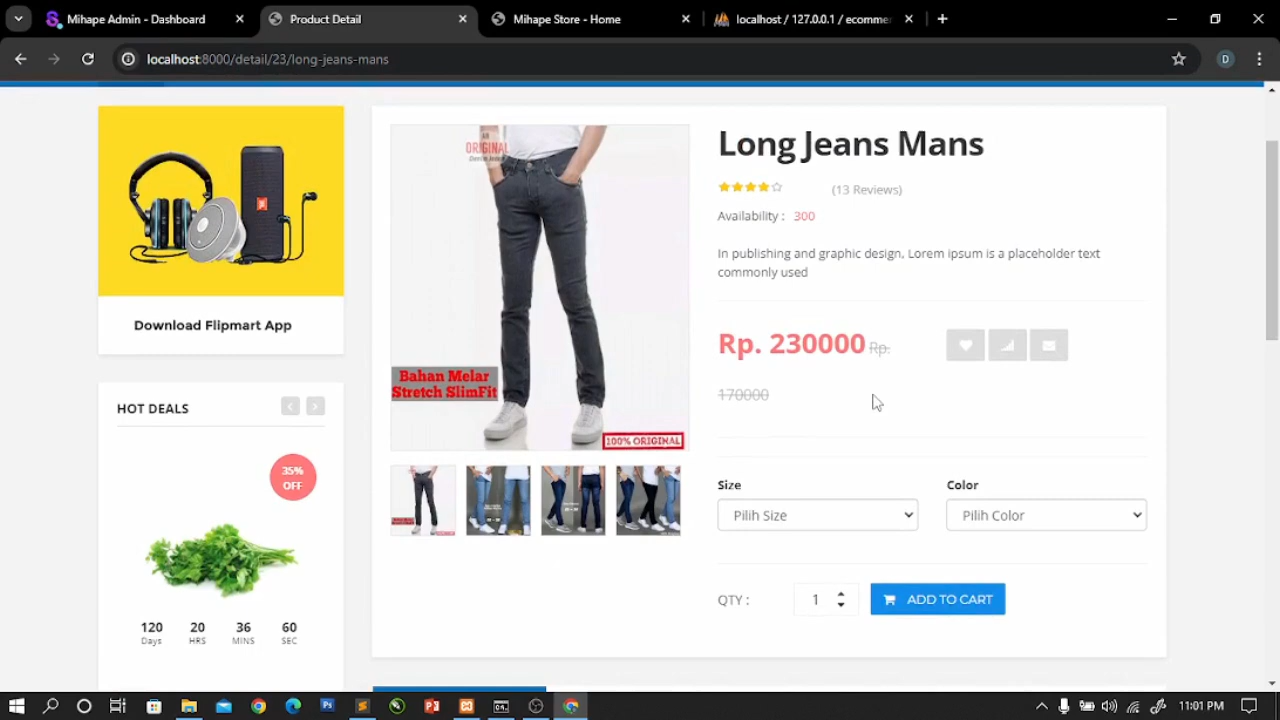 Mihape Admin - Dashboard
Product Detail
Mihape Store - Home
localhost / 127.0.0.1 / ecomme
localhost:8000/detail/23/long-jeans-mans
D
JBL
Download Flipmart App
HOT DEALS
35%
OFF
120
20
36
60
Days
HRS
MINS
SEC
ORIGINAL
Bahan Melar
Stretch SlimFit
100% ORIGINAL
Long Jeans Mans
(13 Reviews)
Availability : 300
In publishing and graphic design, Lorem ipsum is a placeholder text
commonly used
Rp. 230000 Rp.
170000
Size
Color
Pilih Size
Pilih Color
QTY :
1
ADD TO CART
11:01 PM